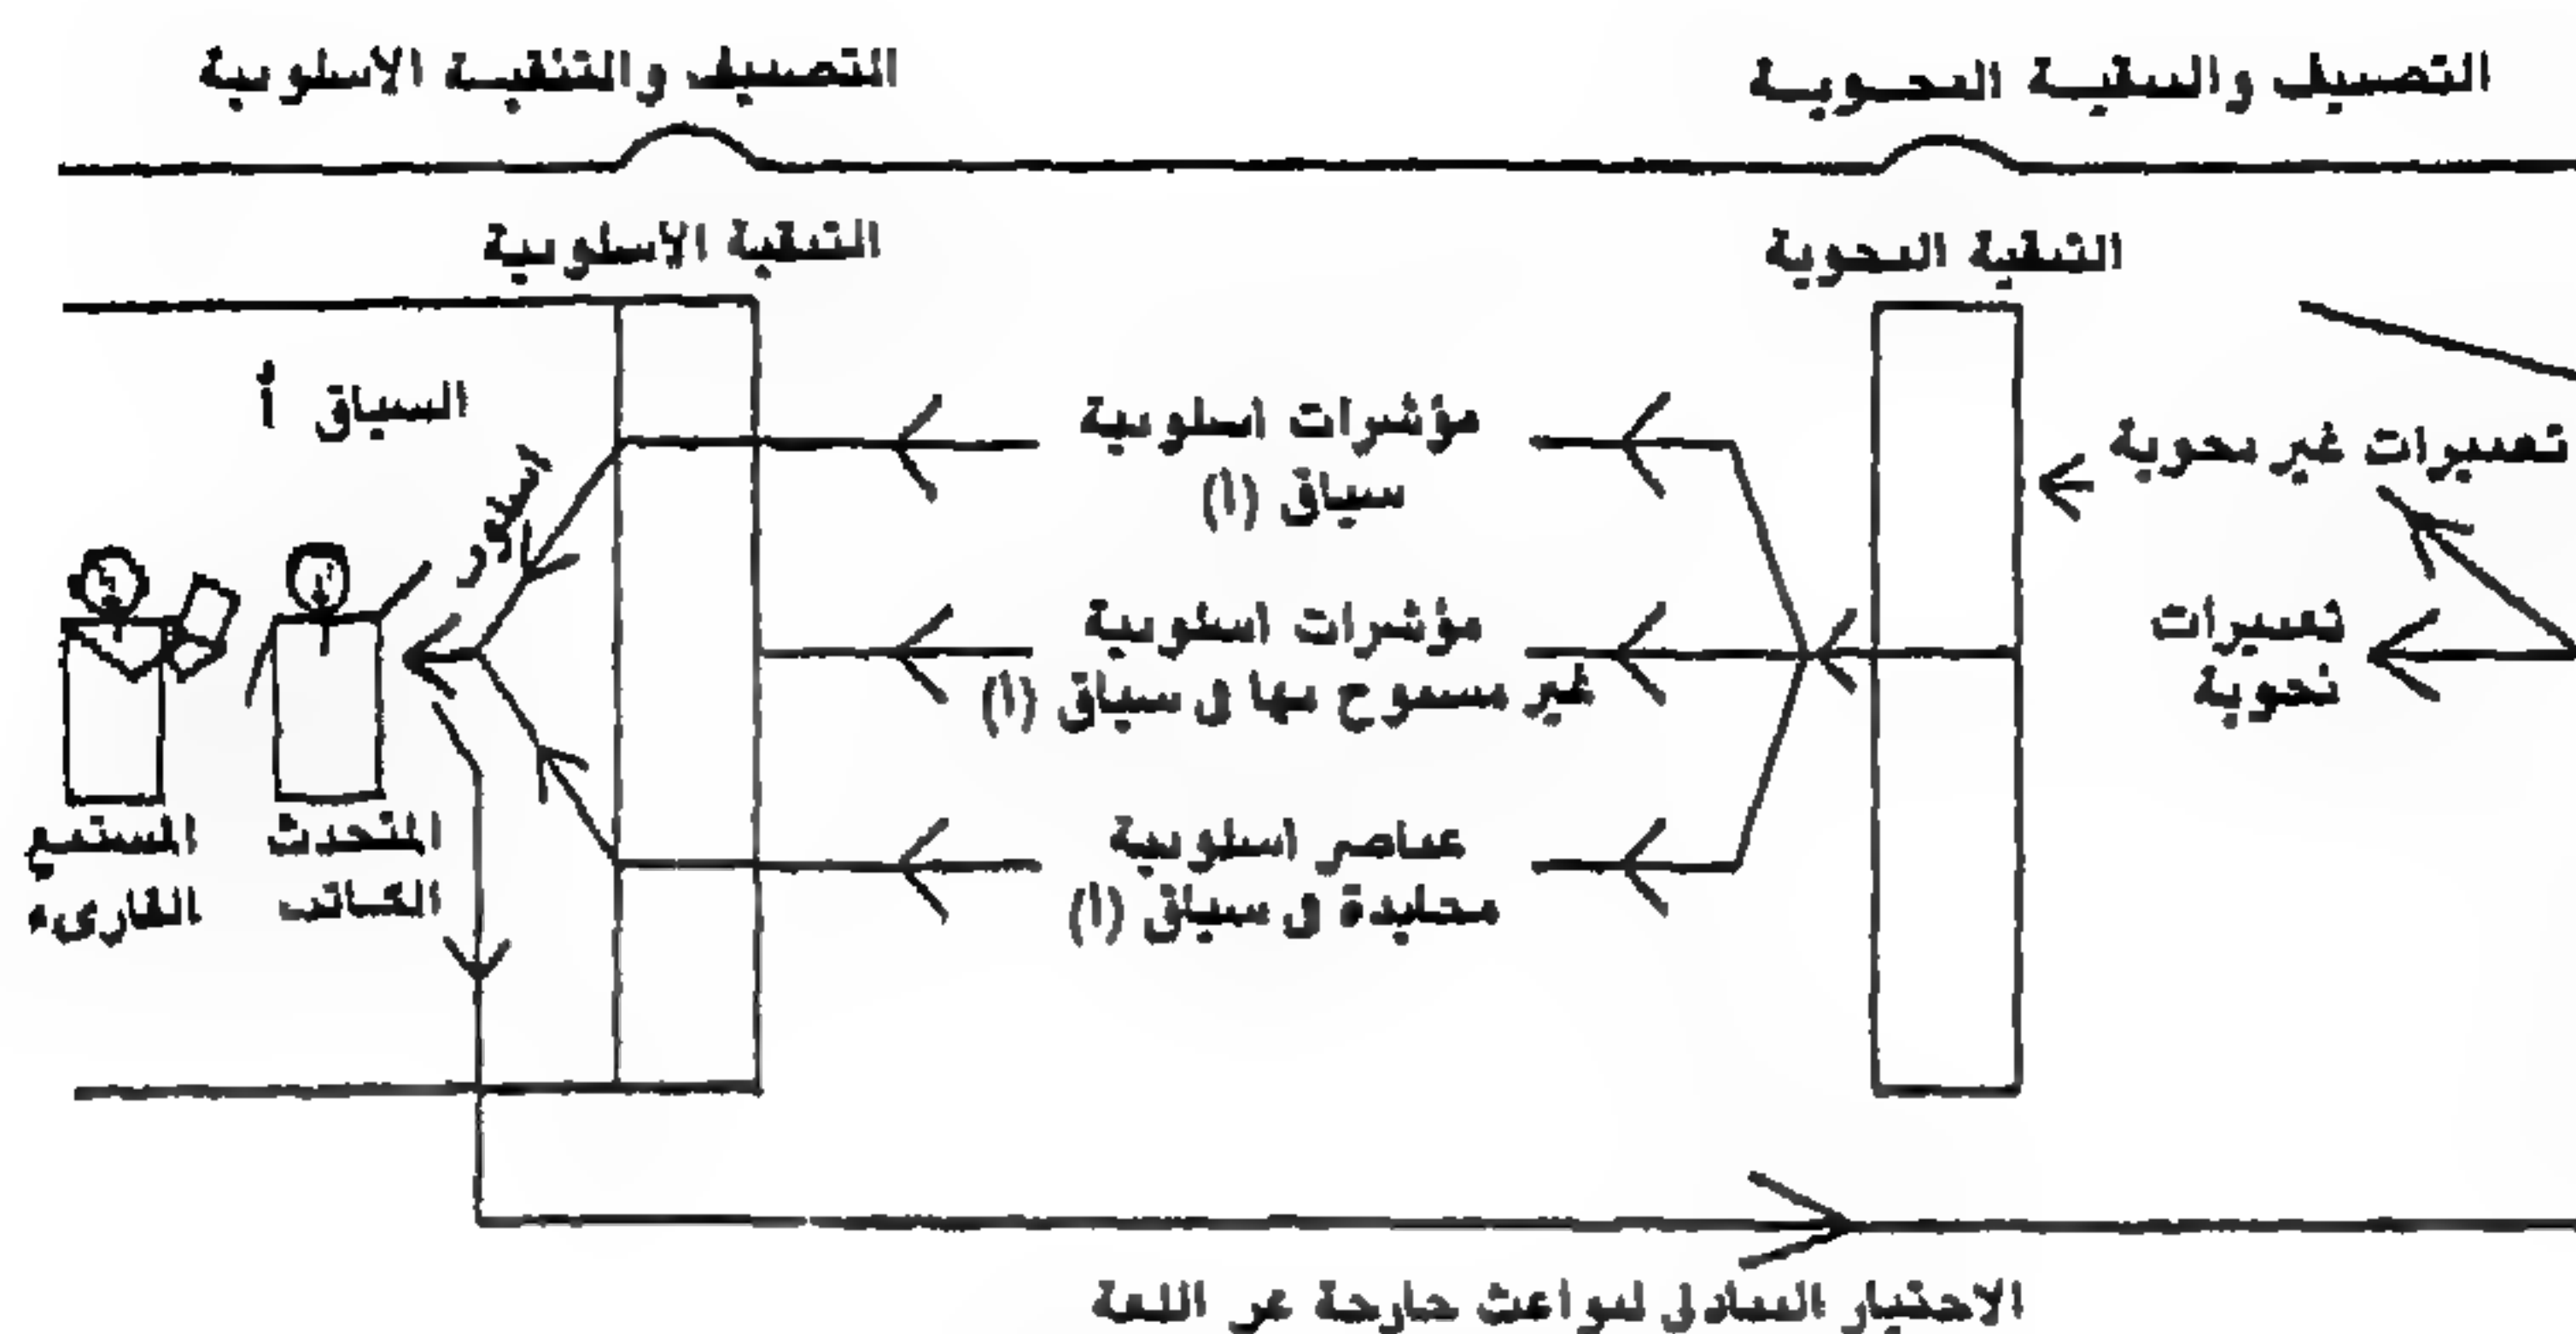 التصنيف والتنقية النحوية
التصنيف والتنقية الاسلوبية
التنقية النحوية
التنقية الاسلوبية
تعبيرات غير نحوية
تعبيرات
نحوية
مؤشرات اسلوبية
سياق (أ)
مؤشرات اسلوبية
غير مسموح بها في سياق (أ)
عناصر اسلوبية
محايدة في سياق (أ)
السياق أ
اسلوب
المتحدث
الكاتب
المستمع
القارىء
الاختيار التبادلي لبواعث خارجة عن اللغة